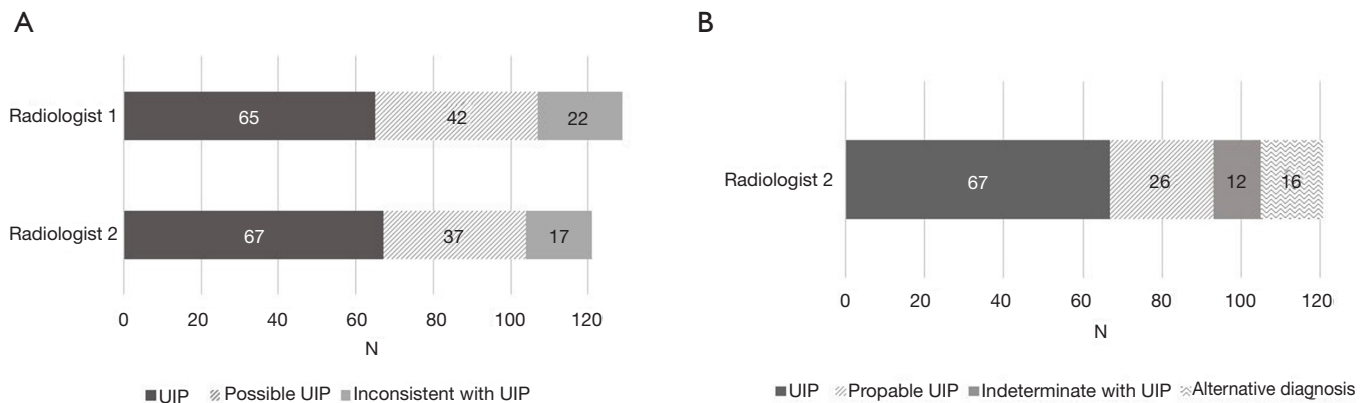 A
Radiologist 1
65
42
22
Radiologist 2
67
37
17
0 20 40 60 80 100 120
N
UIP Possible UIP Inconsistent with UIP
B
Radiologist 2
67
26
12
16
0 20 40 60 80 100 120
N
UIP Propable UIP Indeterminate with UIP Alternative diagnosis